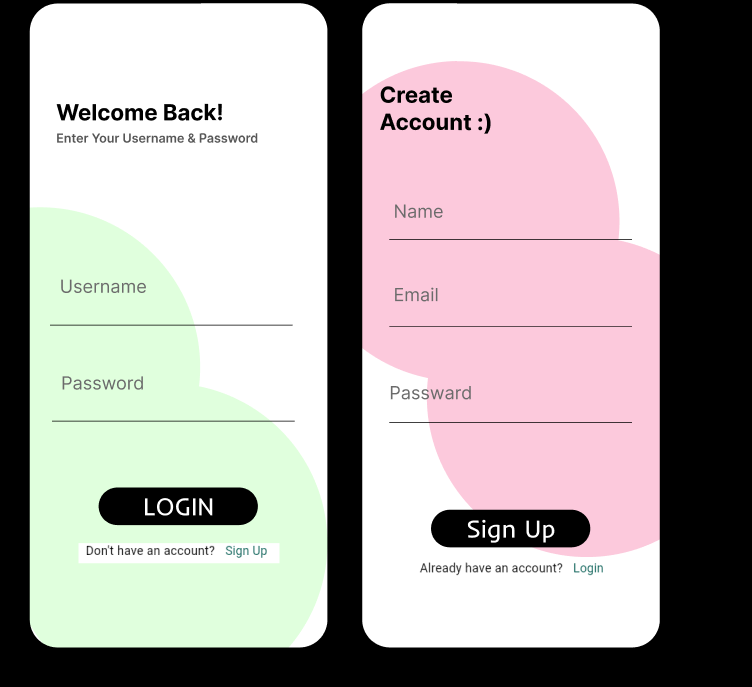 Welcome Back!
Enter Your Username & Password
Username
Password
LOGIN
Don't have an account? Sign Up
Create
Account :)
Name
Email
Passward
Sign Up
Already have an account? Login